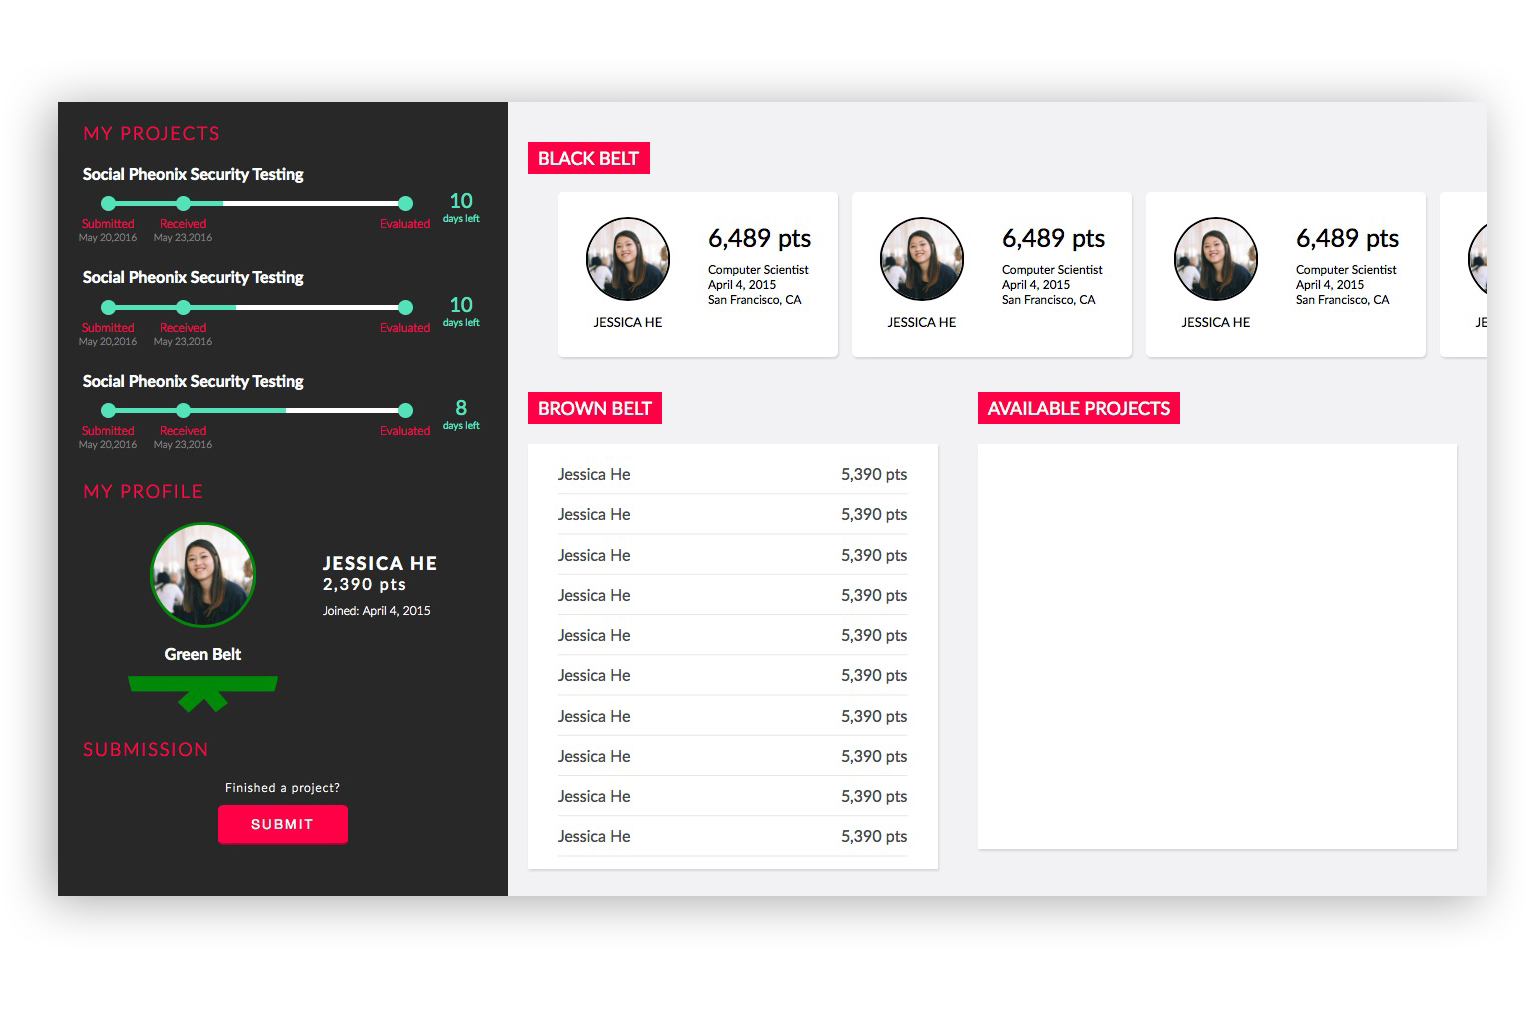 MY PROJECTS
Social Pheonix Security Testing
10
days left
Submitted
Received
Evaluated
May 20,2016
May 23,2016
Social Pheonix Security Testing
10
days left
Submitted
Received
Evaluated
May 20,2016
May 23,2016
Social Pheonix Security Testing
8
days left
Submitted
Received
Evaluated
May 20,2016
May 23,2016
MY PROFILE
JESSICA HE
2,390 pts
Joined: April 4, 2015
Green Belt
SUBMISSION
Finished a project?
SUBMIT
BLACK BELT
6,489 pts
Computer Scientist
April 4, 2015
San Francisco, CA
JESSICA HE
6,489 pts
Computer Scientist
April 4, 2015
San Francisco, CA
JESSICA HE
6,489 pts
Computer Scientist
April 4, 2015
San Francisco, CA
JESSICA HE
JE
BROWN BELT
Jessica He 5,390 pts
Jessica He 5,390 pts
Jessica He 5,390 pts
Jessica He 5,390 pts
Jessica He 5,390 pts
Jessica He 5,390 pts
Jessica He 5,390 pts
Jessica He 5,390 pts
Jessica He 5,390 pts
Jessica He 5,390 pts
AVAILABLE PROJECTS